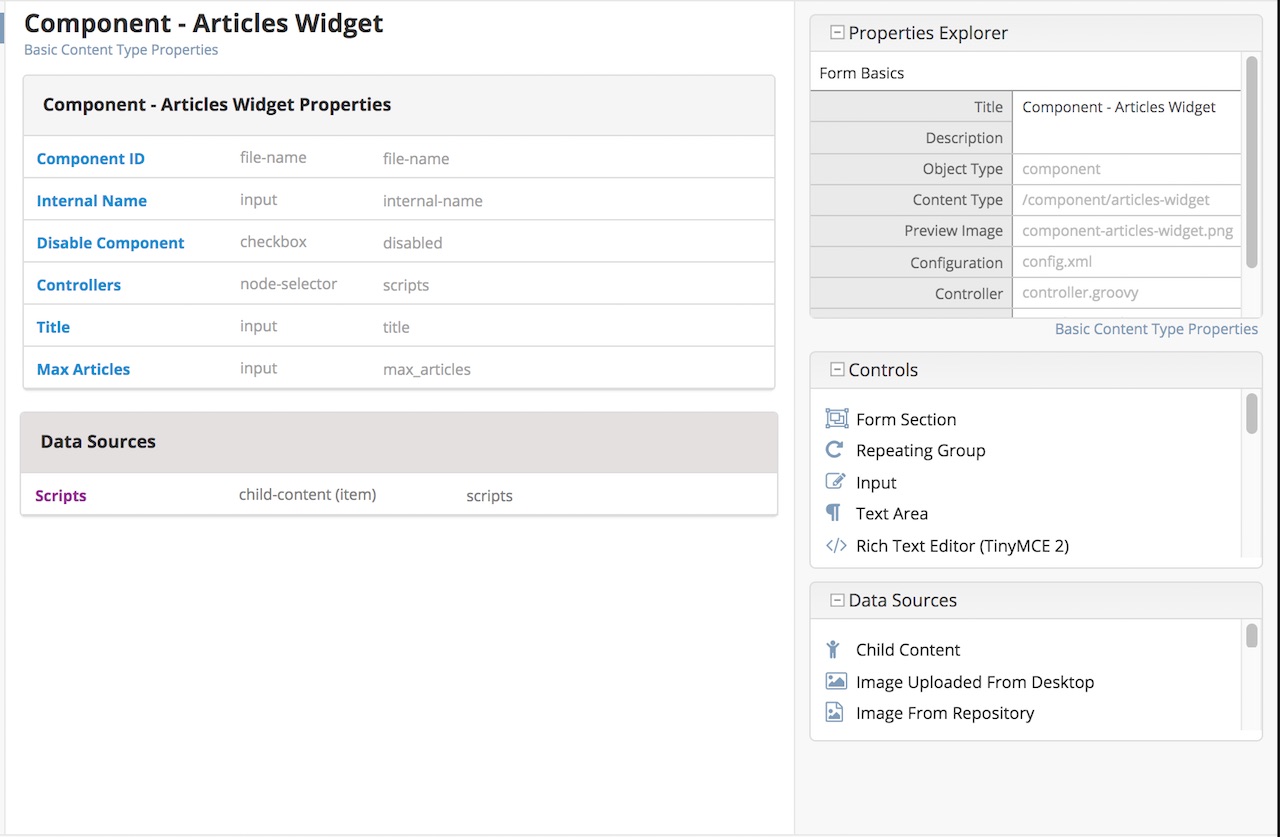 Component - Articles Widget
Basic Content Type Properties
Component - Articles Widget Properties
Component ID file-name file-name
Internal Name input internal-name
Disable Component checkbox disabled
Controllers node-selector scripts
Title input title
Max Articles input max_articles
Data Sources
Scripts child-content (item) scripts
Properties Explorer
Form Basics
Title Component - Articles Widget
Description
Object Type component
Content Type /component/articles-widget
Preview Image component-articles-widget.png
Configuration config.xml
Controller controller.groovy
Basic Content Type Properties
Controls
Form Section
Repeating Group
Input
Text Area
Rich Text Editor (TinyMCE 2)
Data Sources
Child Content
Image Uploaded From Desktop
Image From Repository